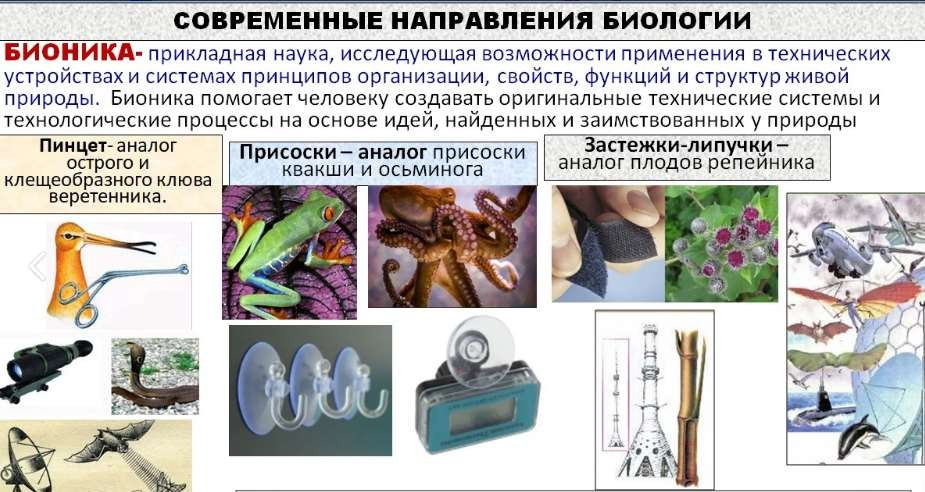 СОВРЕМЕННЫЕ НАПРАВЛЕНИЯ БИОЛОГИИ
БИОНИКА- прикладная наука, исследующая возможности применения в технических
устройствах и системах принципов организации, свойств, функций и структур живой
природы. Бионика помогает человеку создавать оригинальные технические системы и
технологические процессы на основе идей, найденных и заимствованных у природы
Пинцет- аналог
острого и
клещеобразного клюва
веретенника.
Присоски – аналог присоски
квакши и осьминога
Застежки-липучки –
аналог плодов репейника